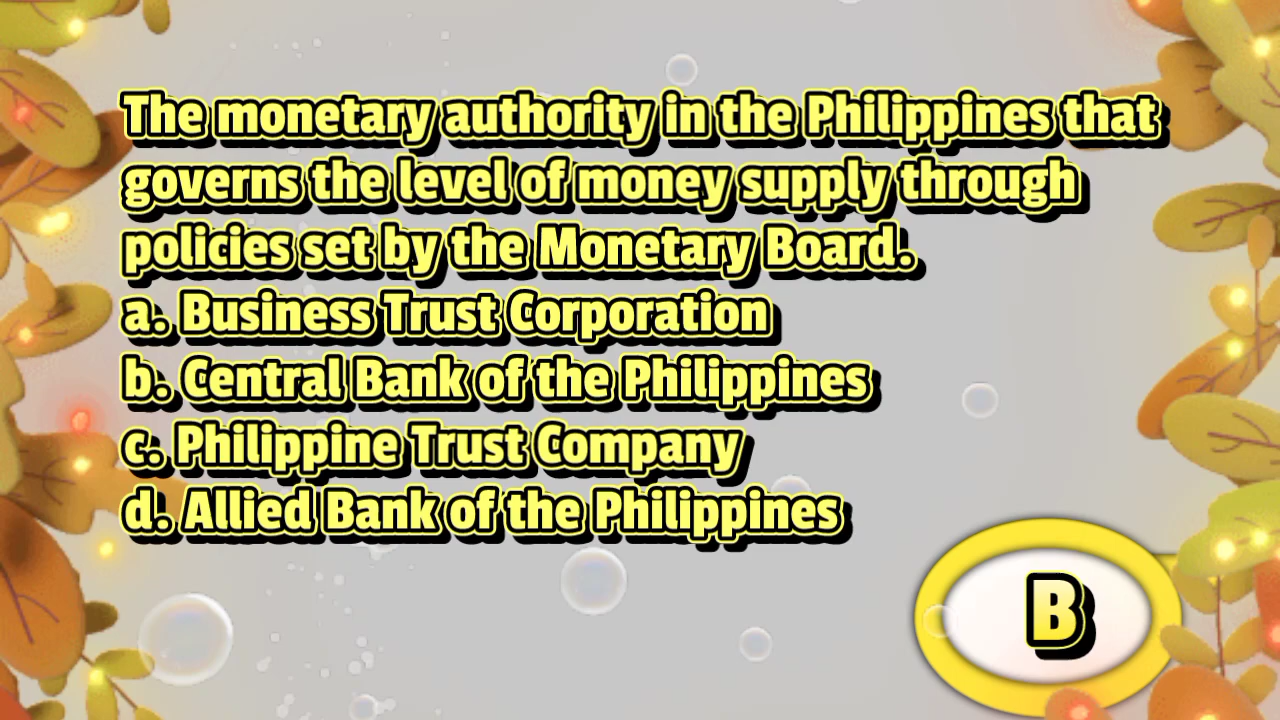 The monetary authority in the Philippines that
governs the level of money supply through
policies set by the Monetary Board.
a. Business Trust Corporation
b. Central Bank of the Philippines
c. Philippine Trust Company
d. Allied Bank of the Philippines
B